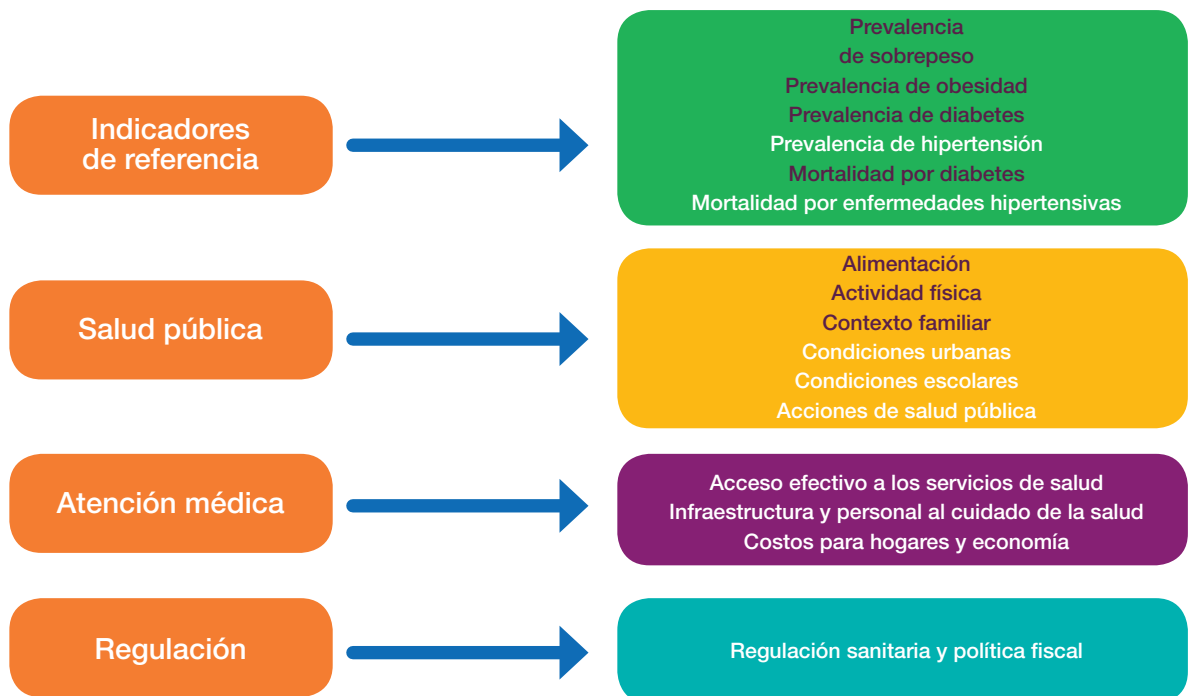 Indicadores
de referencia
Prevalencia
de sobrepeso
Prevalencia de obesidad
Prevalencia de diabetes
Prevalencia de hipertensión
Mortalidad por diabetes
Mortalidad por enfermedades hipertensivas
Salud pública
Alimentación
Actividad física
Contexto familiar
Condiciones urbanas
Condiciones escolares
Acciones de salud pública
Atención médica
Acceso efectivo a los servicios de salud
Infraestructura y personal al cuidado de la salud
Costos para hogares y economía
Regulación
Regulación sanitaria y política fiscal